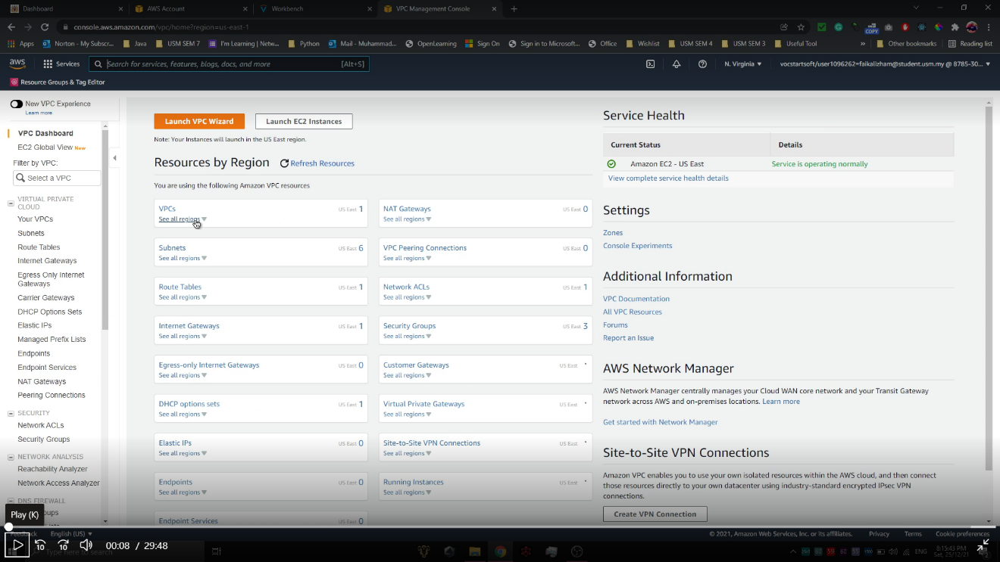 Dashboard
AWS Account
Workbench
VPC Management Console
console.aws.amazon.com/vpc/home?region=us-east-1
COPY
Apps
Norton - My Subscr...
Java
USM SEM 7
I'm Learning | Netw...
Python
Mail - Muhammad...
OpenLearning
Sign On
Sign in to Microsoft...
Office
Wishlist
USM SEM 4
USM SEM 3
Useful Tool
»
Other bookmarks
Reading list
aws
Services
Search for services, features, blogs, docs, and more
[Alt+S]
N. Virginia
vocstartsoft/user1096262=faikalizham@student.usm.my @ 8785-30...
Resource Groups & Tag Editor
New VPC Experience
Learn more
VPC Dashboard
EC2 Global View New
Filter by VPC:
Select a VPC
VIRTUAL PRIVATE
CLOUD
Your VPCs
Subnets
Route Tables
Internet Gateways
Egress Only Internet
Gateways
Carrier Gateways
DHCP Options Sets
Elastic IPs
Managed Prefix Lists
Endpoints
Endpoint Services
NAT Gateways
Peering Connections
SECURITY
Network ACLs
Security Groups
NETWORK ANALYSIS
Reachability Analyzer
Network Access Analyzer
DNS FIREWALL
Launch VPC Wizard
Launch EC2 Instances
Note: Your Instances will launch in the US East region.
Resources by Region
Refresh Resources
You are using the following Amazon VPC resources
VPCs US East 1
See all regions
NAT Gateways US East 0
See all regions
Subnets US East 6
See all regions
VPC Peering Connections US East 0
See all regions
Route Tables US East 1
See all regions
Network ACLs US East 1
See all regions
Internet Gateways US East 1
See all regions
Security Groups US East 3
See all regions
Egress-only Internet Gateways US East 0
See all regions
Customer Gateways US East
See all regions
DHCP options sets US East 1
See all regions
Virtual Private Gateways US East
See all regions
Elastic IPs US East 0
See all regions
Site-to-Site VPN Connections US East
See all regions
Endpoints US East 0
See all regions
Running Instances US East
See all regions
Endpoint Services US East 0
Service Health
Current Status
Details
Amazon EC2 - US East
Service is operating normally
View complete service health details
Settings
Zones
Console Experiments
Additional Information
VPC Documentation
All VPC Resources
Forums
Report an Issue
AWS Network Manager
AWS Network Manager centrally manages your Cloud WAN core network and your Transit Gateway
network across AWS and on-premises locations. Learn more
Get started with Network Manager
Site-to-Site VPN Connections
Amazon VPC enables you to use your own isolated resources within the AWS cloud, and then connect
those resources directly to your own datacenter using industry-standard encrypted IPsec VPN
connections.
Create VPN Connection
Play (K)
Feedback
English (US)
© 2021, Amazon Web Services, Inc. or its affiliates.
Privacy
Terms
Cookie preferences
10
10
00:08 / 29:48
Type here to search
ENG
8:15:43 PM
Sat, 25/12/21